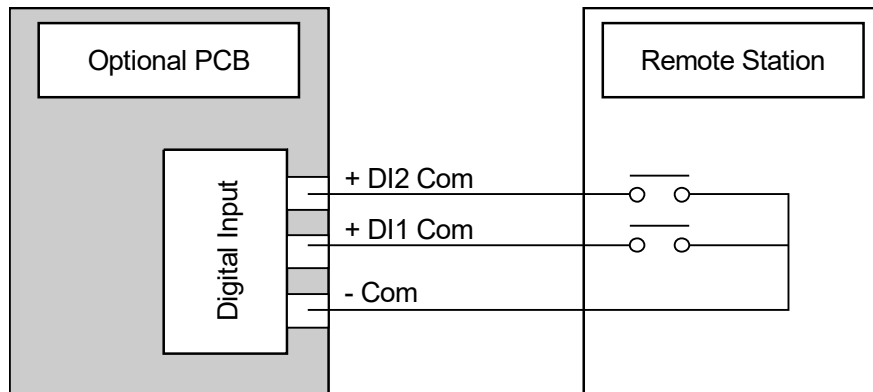 Optional PCB
Remote Station
Digital Input
+ DI2 Com
+ DI1 Com
- Com